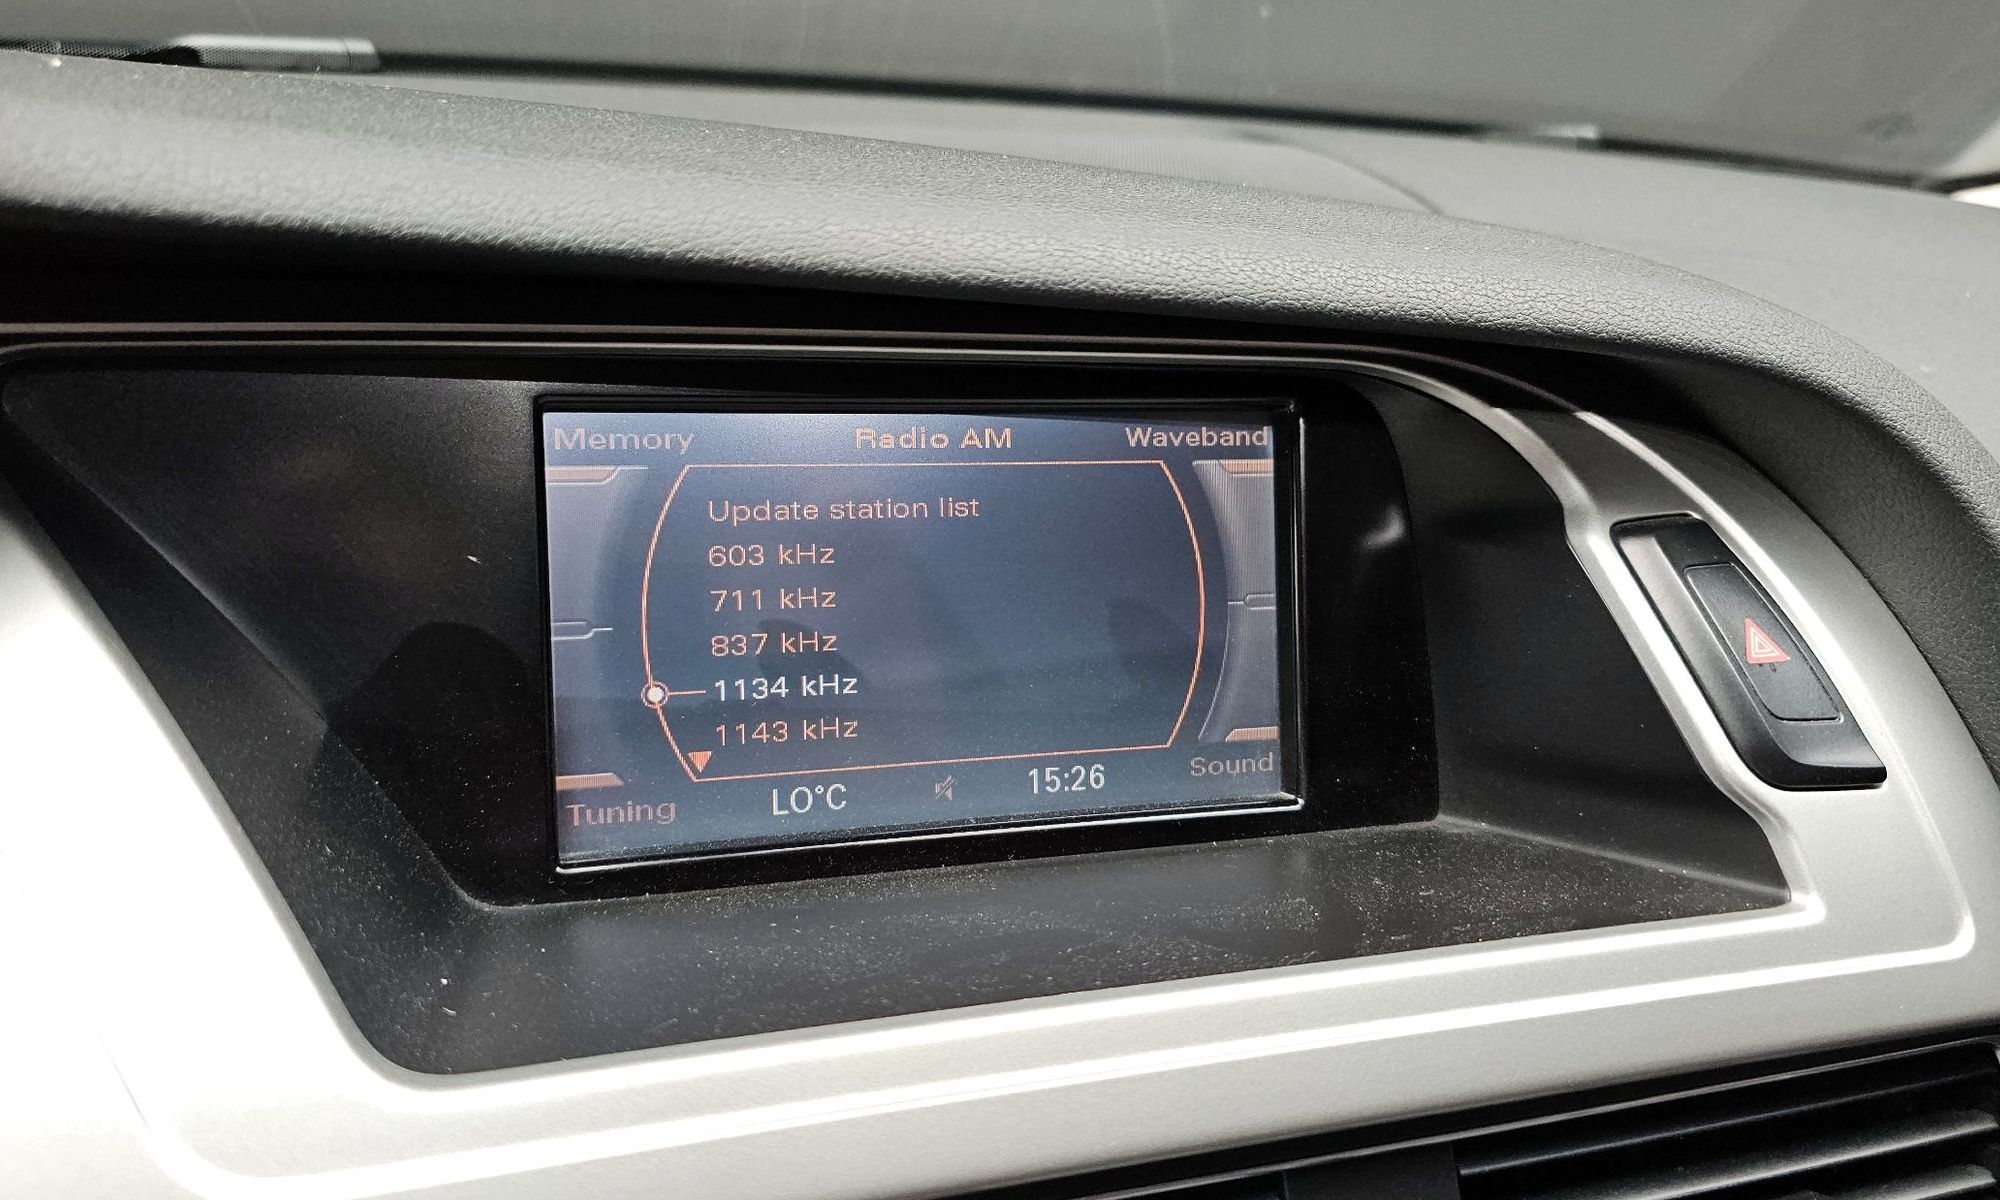 Memory Radio AM Waveband
Update station list
603 kHz
711 kHz
837 kHz
1134 kHz
1143 kHz
Tuning LO°C 15:26 Sound